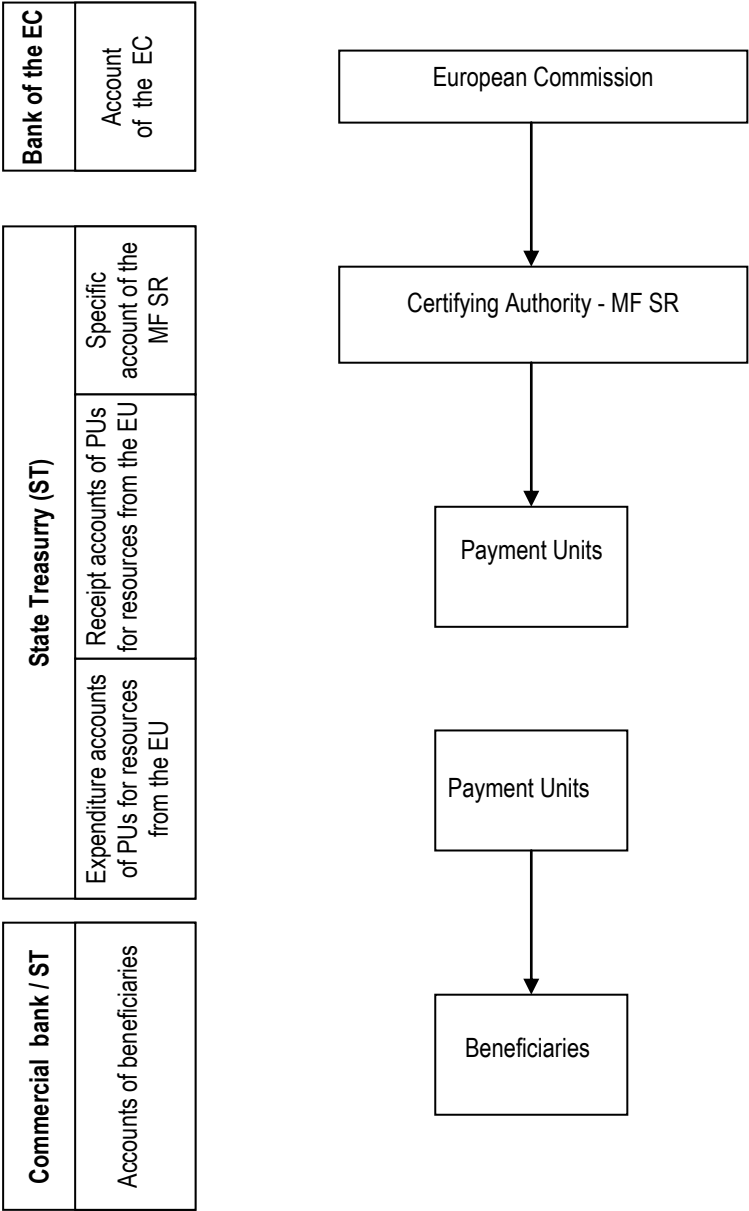 Bank of the EC
Account
of the EC
European Commission
State Treasurry (ST)
Specific
account of the
MF SR
Certifying Authority - MF SR
Receipt accounts of PUs
for resources from the EU
Payment Units
Expenditure accounts
of PUs for resources
from the EU
Payment Units
Commercial bank / ST
Accounts of beneficiaries
Beneficiaries